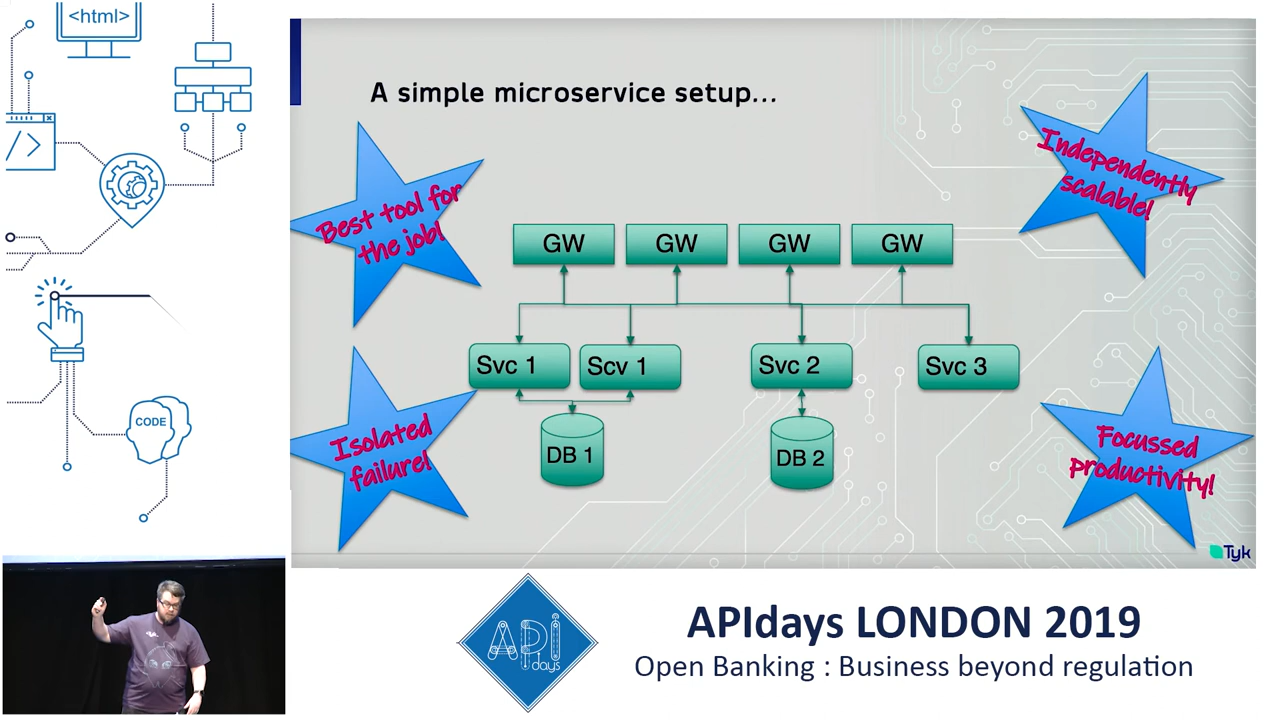 <html>
</>
CODE
A simple microservice setup...
Best tool for
the job!
Independently
scalable!
GW
GW
GW
GW
Svc 1
Scv 1
Svc 2
Svc 3
DB 1
DB 2
Isolated
failure!
Focussed
productivity!
Tyk
API
days
APIdays LONDON 2019
Open Banking : Business beyond regulation